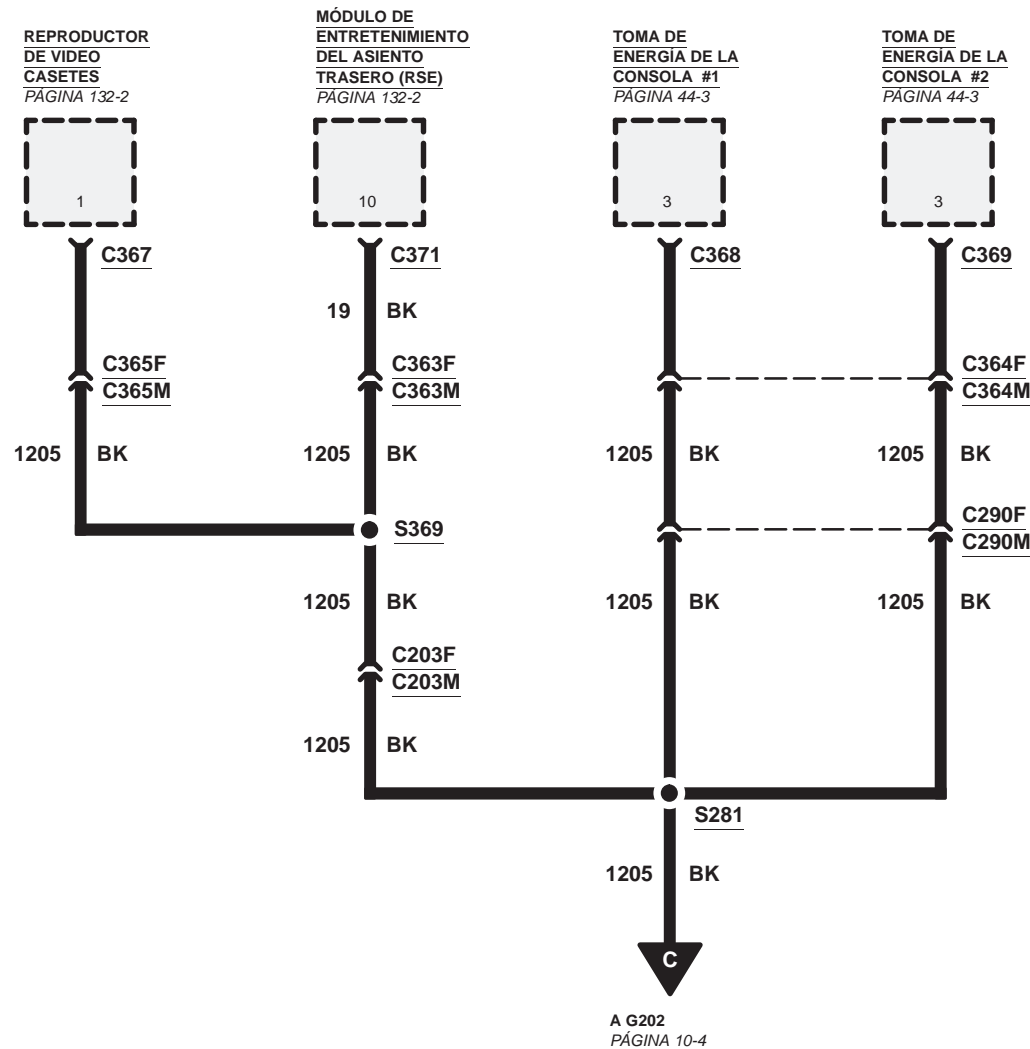 REPRODUCTOR
DE VIDEO
CASETES
PÁGINA 132-2
MÓDULO DE
ENTRETENIMIENTO
DEL ASIENTO
TRASERO (RSE)
PÁGINA 132-2
TOMA DE
ENERGÍA DE LA
CONSOLA #1
PÁGINA 44-3
TOMA DE
ENERGÍA DE LA
CONSOLA #2
PÁGINA 44-3
1
10
3
3
C367
C371
C368
C369
19 BK
C365F
C365M
C363F
C363M
C364F
C364M
1205 BK
1205 BK
1205 BK
1205 BK
S369
C290F
C290M
1205 BK
1205 BK
1205 BK
C203F
C203M
1205 BK
S281
1205 BK
C
A G202
PÁGINA 10-4